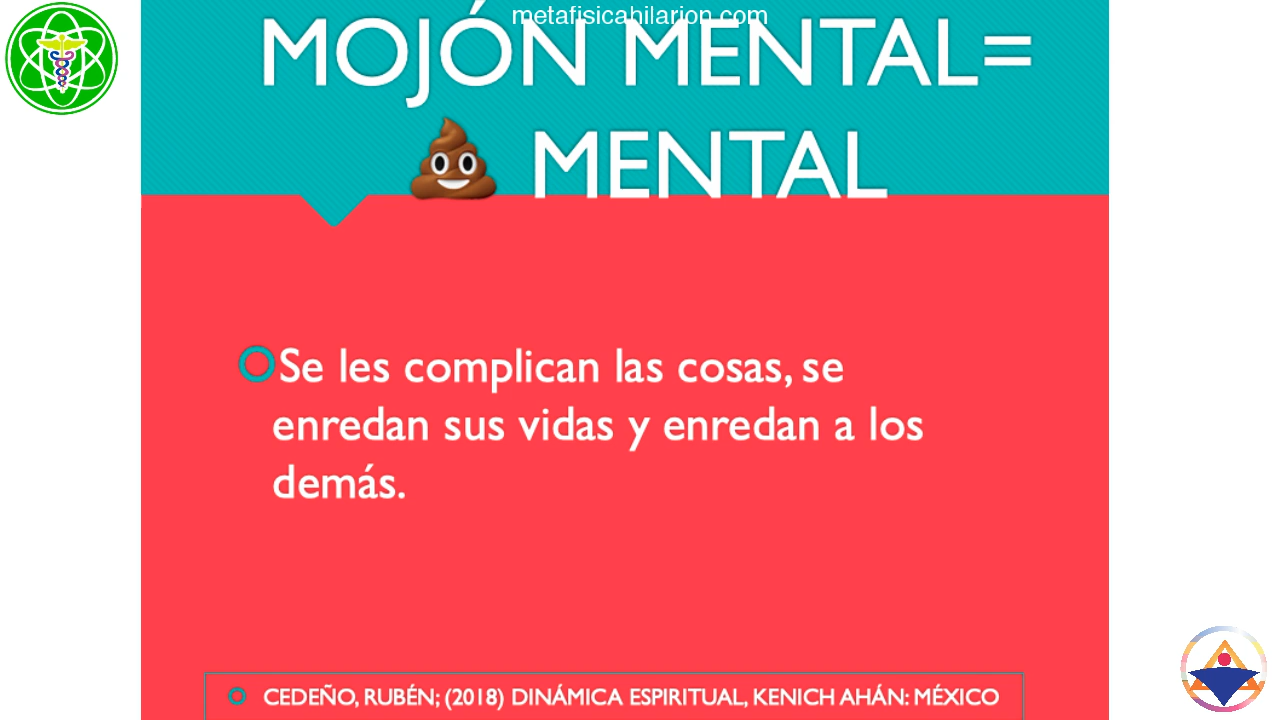 metafisicahilarion.com
MOJÓN MENTAL=
💩 MENTAL
Se les complican las cosas, se
enredan sus vidas y enredan a los
demás.
CEDEÑO, RUBÉN; (2018) DINÁMICA ESPIRITUAL, KENICH AHÁN: MÉXICO